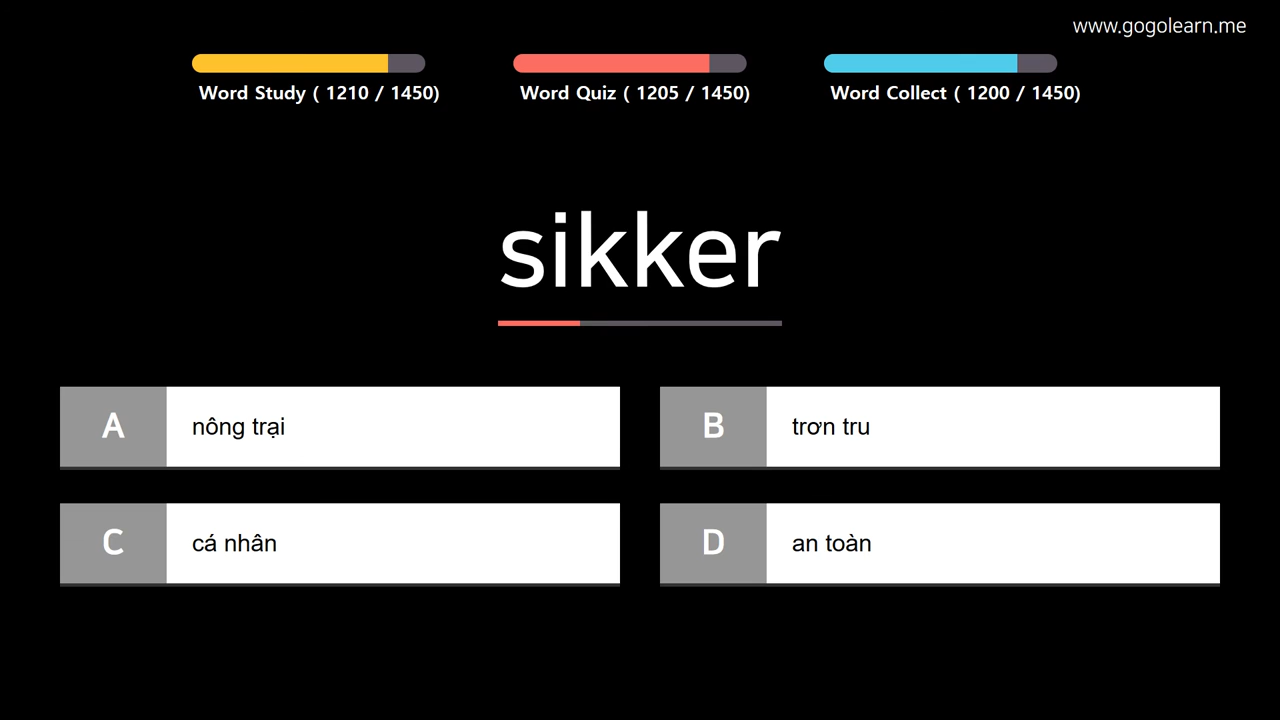 www.gogolearn.me
Word Study ( 1210 / 1450)
Word Quiz ( 1205 / 1450)
Word Collect ( 1200 / 1450)
sikker
A nông trại
B trơn tru
C cá nhân
D an toàn